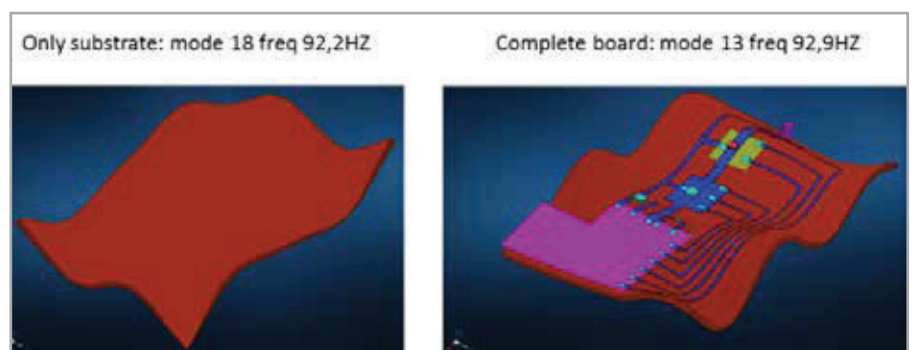 Only substrate: mode 18 freq 92,2HZ
Complete board: mode 13 freq 92,9HZ